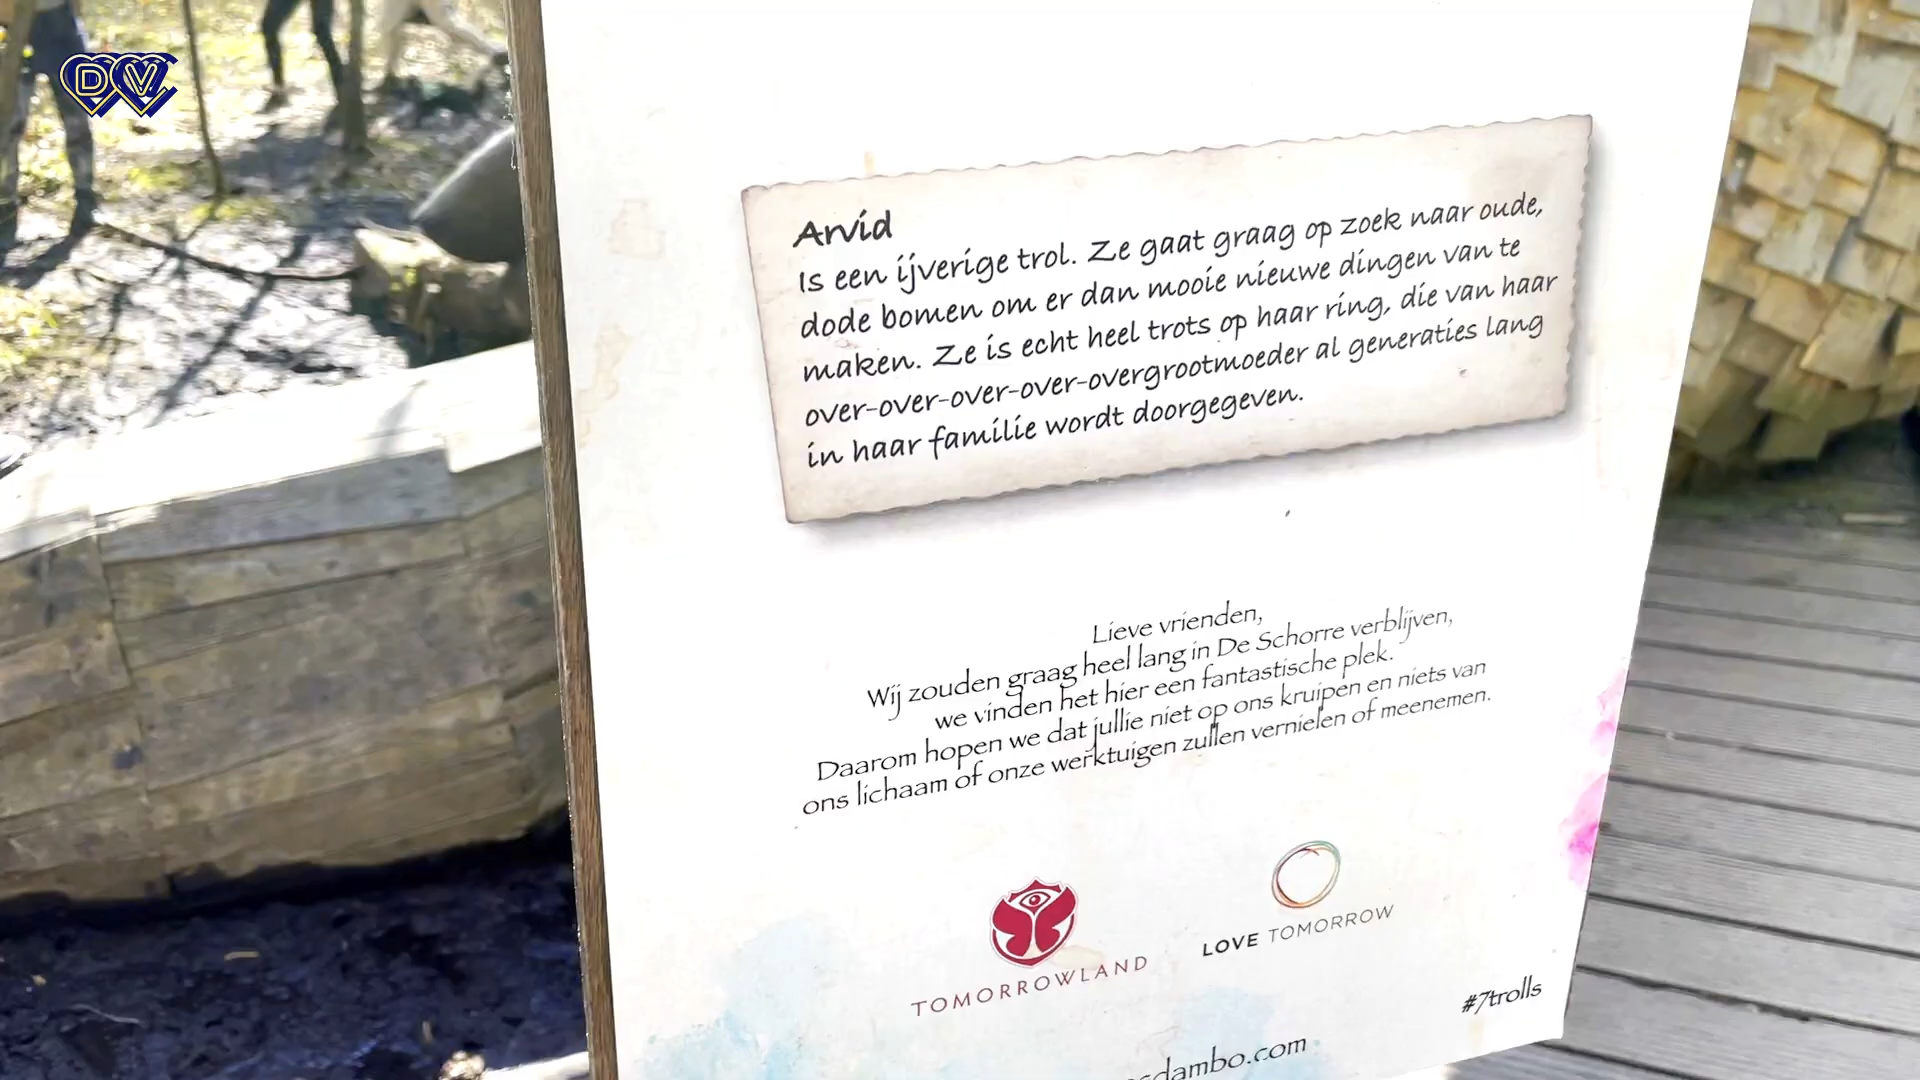 DV
Arvid
Is een ijverige trol. Ze gaat graag op zoek naar oude,
dode bomen om er dan mooie nieuwe dingen van te
maken. Ze is echt heel trots op haar ring, die van haar
over-over-over-over-overgrootmoeder al generaties lang
in haar familie wordt doorgegeven.
Lieve vrienden,
Wij zouden graag heel lang in De Schorre verblijven,
we vinden het hier een fantastische plek.
Daarom hopen we dat jullie niet op ons kruipen en niets van
ons lichaam of onze werktuigen zullen vernielen of meenemen.
TOMORROWLAND
LOVE TOMORROW
#7trolls